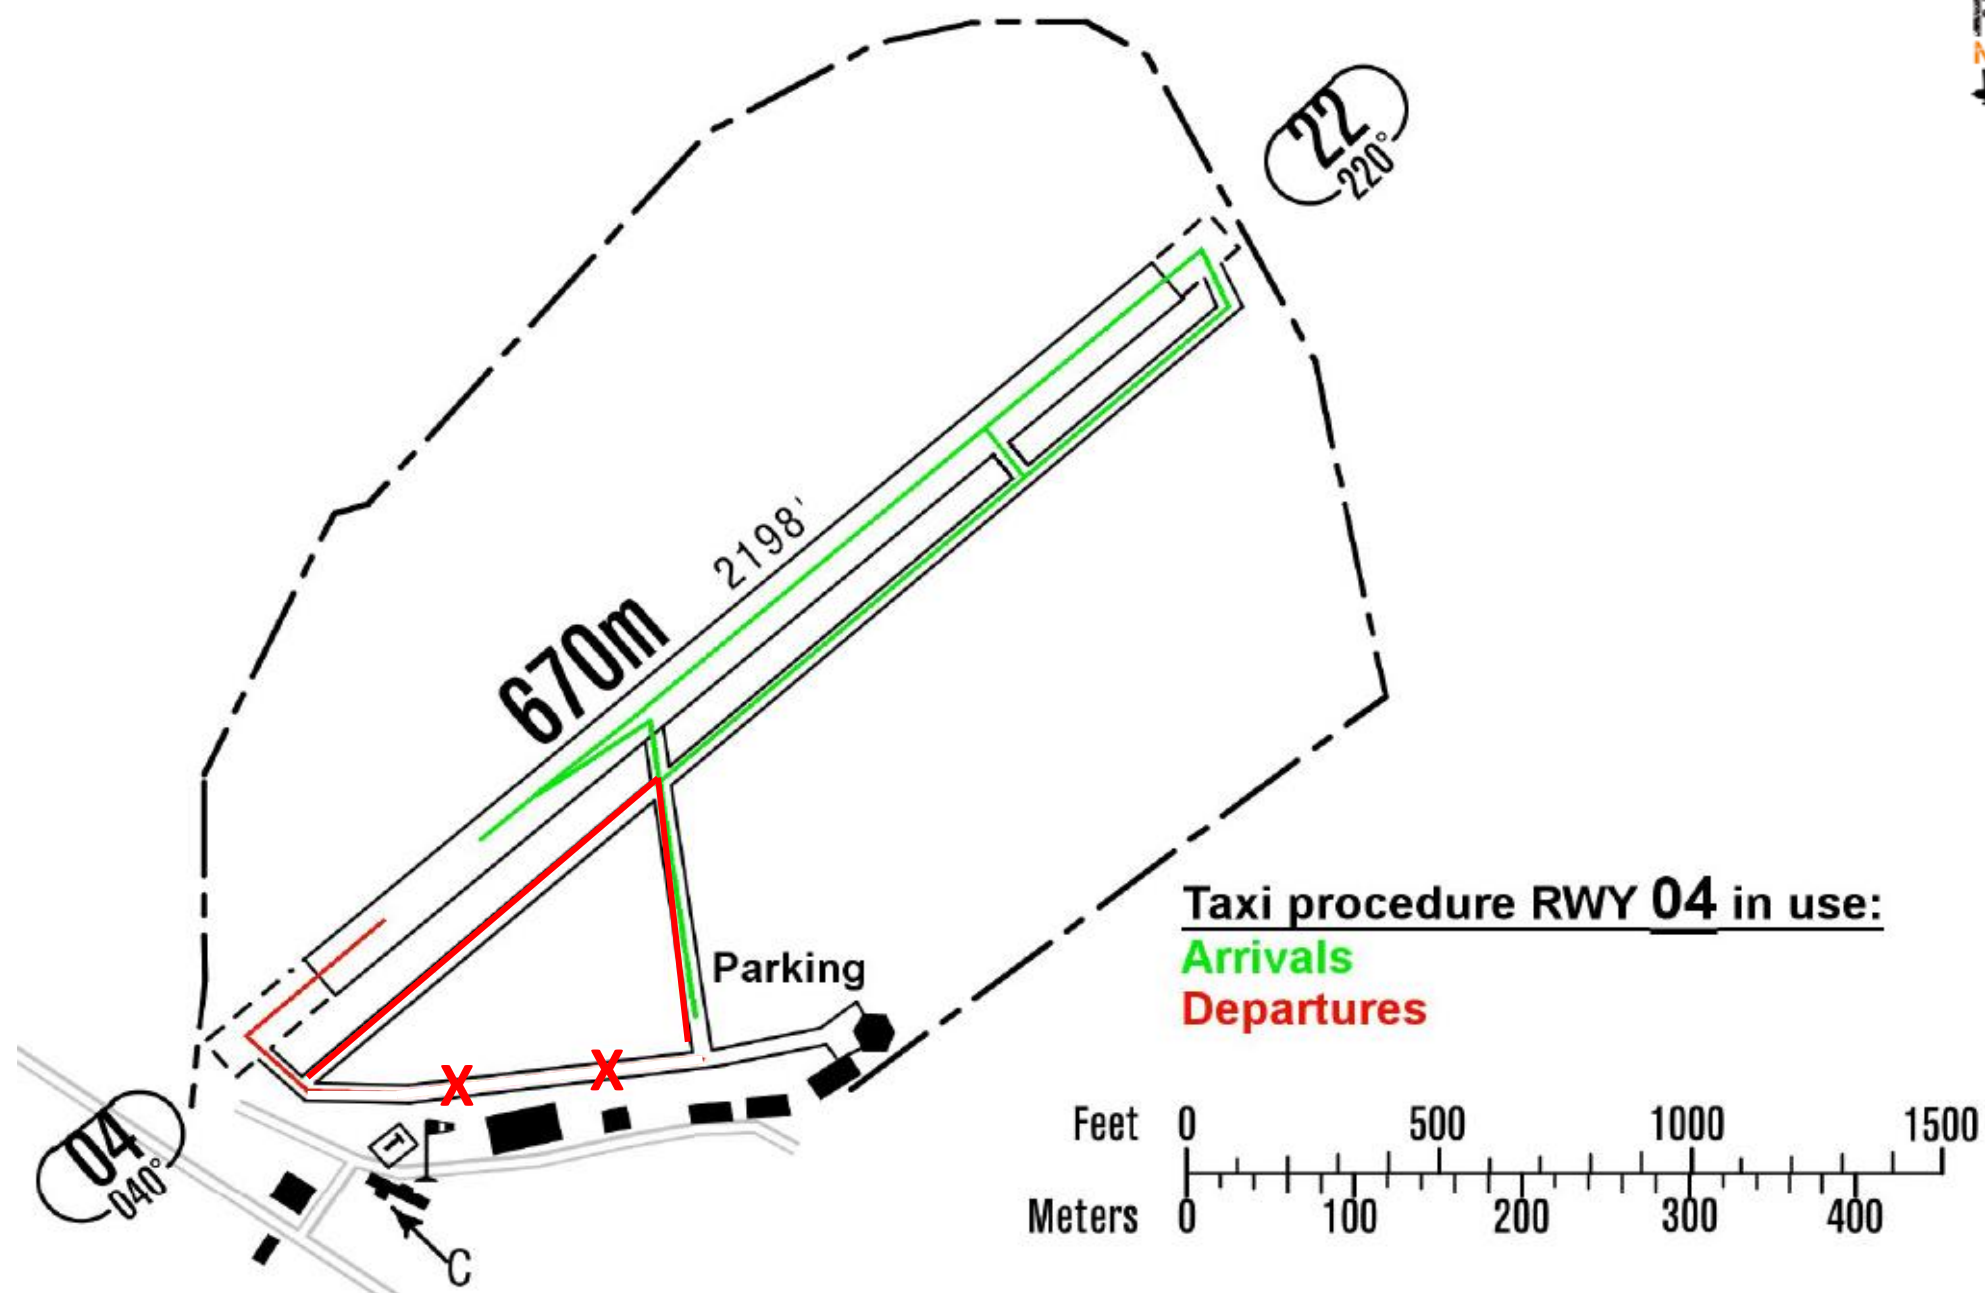 22
220°
2198'
670m
Parking
Taxi procedure RWY 04 in use:
Arrivals
Departures
X X
04
040°
T
C
Feet 0 500 1000 1500
Meters 0 100 200 300 400